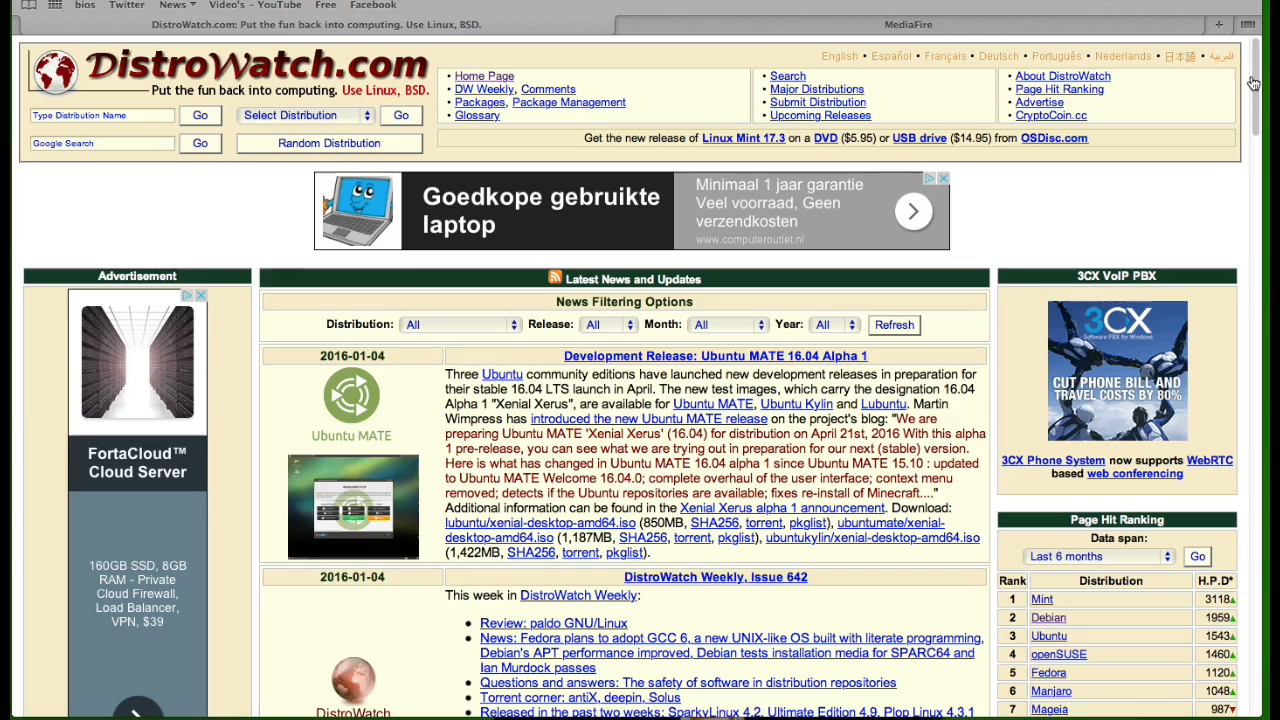 bios Twitter News ▾ Video's – YouTube Free Facebook
DistroWatch.com: Put the fun back into computing. Use Linux, BSD.
MediaFire
DistroWatch.com
Put the fun back into computing. Use Linux, BSD.
Type Distribution Name Go Select Distribution Go
Google Search Go Random Distribution
English • Español • Français • Deutsch • Português • Nederlands • 日本語 • العربية
• Home Page
• DW Weekly, Comments
• Packages, Package Management
• Glossary
• Search
• Major Distributions
• Submit Distribution
• Upcoming Releases
• About DistroWatch
• Page Hit Ranking
• Advertise
• CryptoCoin.cc
Get the new release of Linux Mint 17.3 on a DVD ($5.95) or USB drive ($14.95) from OSDisc.com
Goedkope gebruikte
laptop
Minimaal 1 jaar garantie
Veel voorraad, Geen
verzendkosten
www.computeroutlet.nl
Advertisement
FortaCloud™
Cloud Server
160GB SSD, 8GB
RAM - Private
Cloud Firewall,
Load Balancer,
VPN, $39
Latest News and Updates
News Filtering Options
Distribution: All Release: All Month: All Year: All Refresh
2016-01-04
Development Release: Ubuntu MATE 16.04 Alpha 1
Ubuntu MATE
Three Ubuntu community editions have launched new development releases in preparation for
their stable 16.04 LTS launch in April. The new test images, which carry the designation 16.04
Alpha 1 "Xenial Xerus", are available for Ubuntu MATE, Ubuntu Kylin and Lubuntu. Martin
Wimpress has introduced the new Ubuntu MATE release on the project's blog: "We are
preparing Ubuntu MATE 'Xenial Xerus' (16.04) for distribution on April 21st, 2016 With this alpha
1 pre-release, you can see what we are trying out in preparation for our next (stable) version.
Here is what has changed in Ubuntu MATE 16.04 alpha 1 since Ubuntu MATE 15.10 : updated
to Ubuntu MATE Welcome 16.04.0; complete overhaul of the user interface; context menu
removed; detects if the Ubuntu repositories are available; fixes re-install of Minecraft...."
Additional information can be found in the Xenial Xerus alpha 1 announcement. Download:
lubuntu/xenial-desktop-amd64.iso (850MB, SHA256, torrent, pkglist), ubuntumate/xenial-
desktop-amd64.iso (1,187MB, SHA256, torrent, pkglist), ubuntukylin/xenial-desktop-amd64.iso
(1,422MB, SHA256, torrent, pkglist).
2016-01-04
DistroWatch Weekly, Issue 642
DistroWatch
This week in DistroWatch Weekly:
• Review: paldo GNU/Linux
• News: Fedora plans to adopt GCC 6, a new UNIX-like OS built with literate programming,
Debian's APT performance improved, Debian tests installation media for SPARC64 and
Ian Murdock passes
• Questions and answers: The safety of software in distribution repositories
• Torrent corner: antiX, deepin, Solus
• Released in the past two weeks: SparkyLinux 4.2, Ultimate Edition 4.9, Plop Linux 4.3.1
3CX VoIP PBX
3CX
Software PBX for Windows
CUT PHONE BILL AND
TRAVEL COSTS BY 80%
3CX Phone System now supports WebRTC
based web conferencing
Page Hit Ranking
Data span:
Last 6 months Go
Rank Distribution H.P.D*
1 Mint 3118▲
2 Debian 1959▲
3 Ubuntu 1543▲
4 openSUSE 1460▲
5 Fedora 1120▲
6 Manjaro 1048▲
7 Mageia 987▼